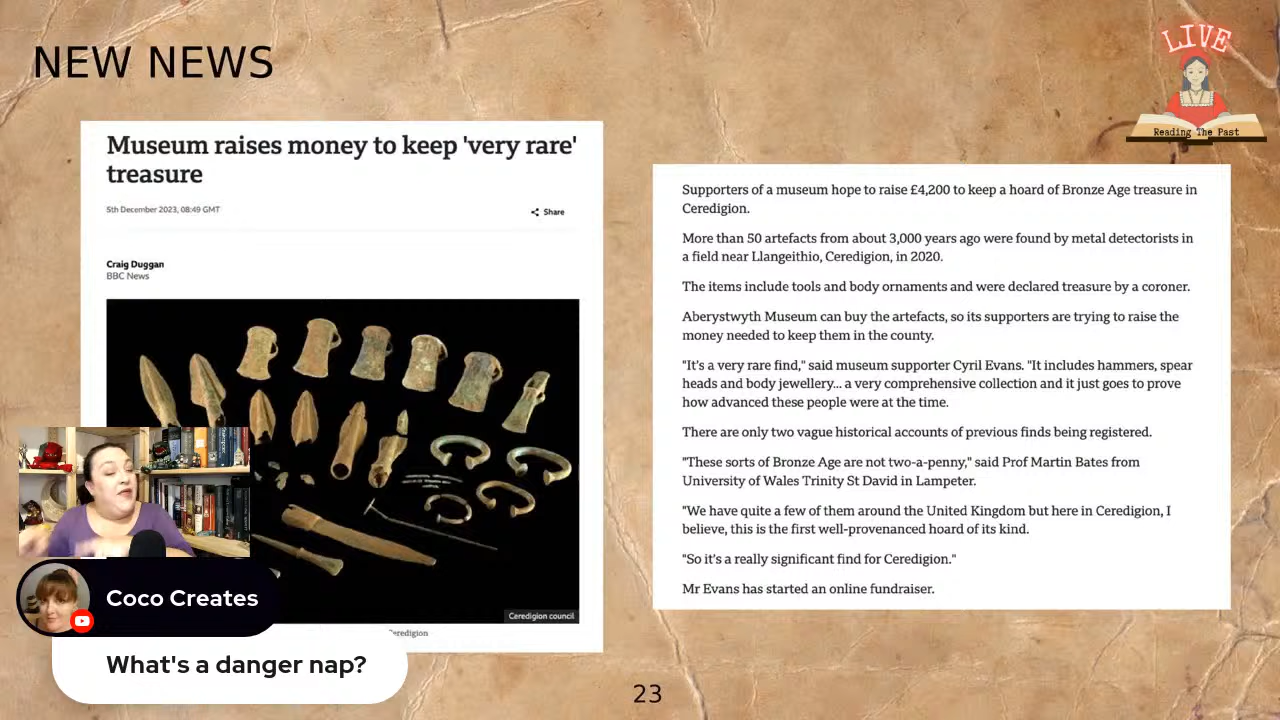 NEW NEWS
LIVE
Reading The Past
Museum raises money to keep 'very rare'
treasure
5th December 2023, 08:49 GMT
Share
Craig Duggan
BBC News
Ceredigion council
Ceredigion
Supporters of a museum hope to raise £4,200 to keep a hoard of Bronze Age treasure in
Ceredigion.
More than 50 artefacts from about 3,000 years ago were found by metal detectorists in
a field near Llangeithio, Ceredigion, in 2020.
The items include tools and body ornaments and were declared treasure by a coroner.
Aberystwyth Museum can buy the artefacts, so its supporters are trying to raise the
money needed to keep them in the county.
"It's a very rare find," said museum supporter Cyril Evans. "It includes hammers, spear
heads and body jewellery... a very comprehensive collection and it just goes to prove
how advanced these people were at the time.
There are only two vague historical accounts of previous finds being registered.
"These sorts of Bronze Age are not two-a-penny," said Prof Martin Bates from
University of Wales Trinity St David in Lampeter.
"We have quite a few of them around the United Kingdom but here in Ceredigion, I
believe, this is the first well-provenanced hoard of its kind.
"So it's a really significant find for Ceredigion."
Mr Evans has started an online fundraiser.
Coco Creates
What's a danger nap?
23